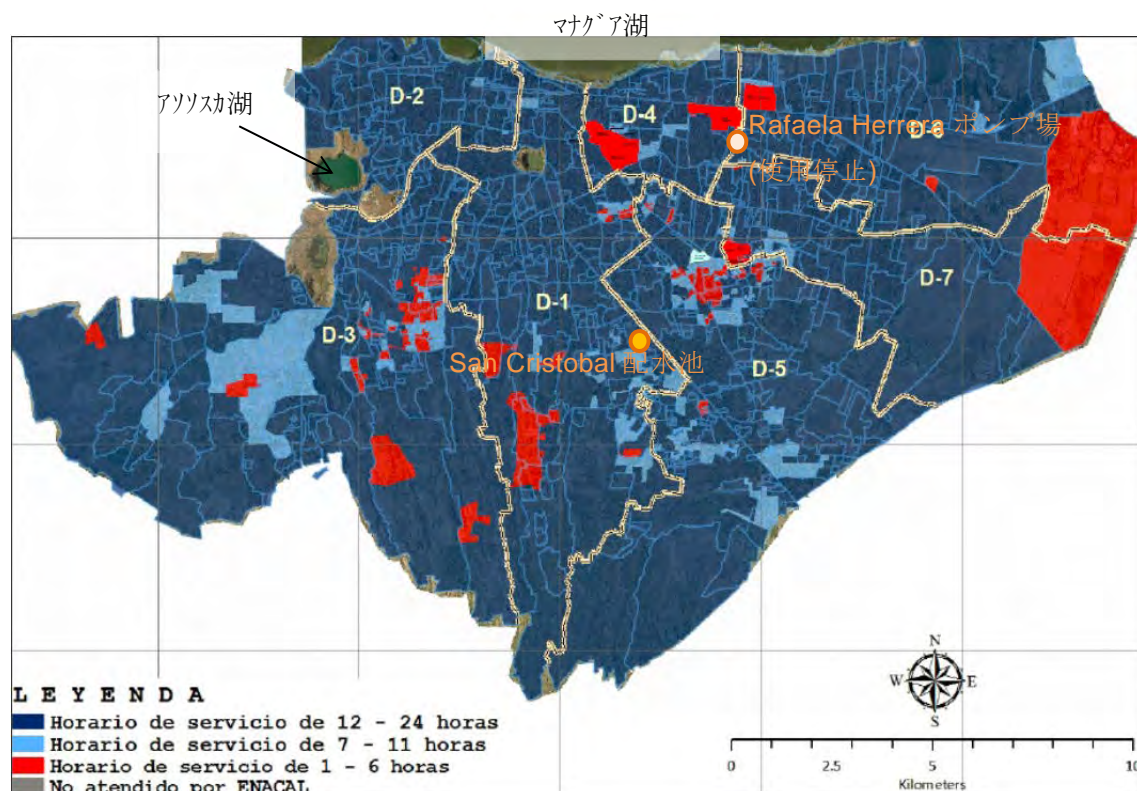 マナグア湖
アソソスカ湖
D-2
D-4
Rafaela Herrera ポンプ場
D-6
(使用停止)
D-7
D-1
D-3
San Cristobal 配水池
D-5
N
W E
S
LEYENDA
Horario de servicio de 12 - 24 horas
Horario de servicio de 7 - 11 horas
Horario de servicio de 1 - 6 horas
No atendido por ENACAL
0 2.5 5 10
Kilometers